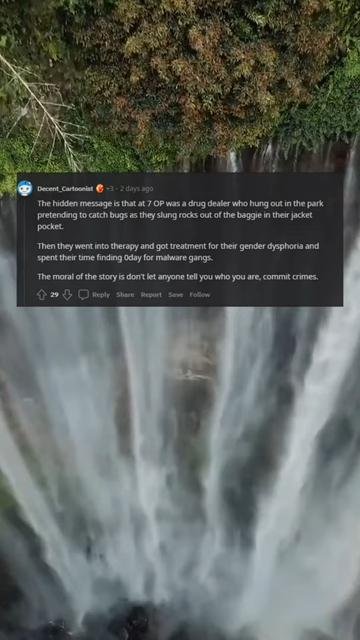 Decent_Cartoonist +3 · 2 days ago
The hidden message is that at 7 OP was a drug dealer who hung out in the park
pretending to catch bugs as they slung rocks out of the baggie in their jacket
pocket.
Then they went into therapy and got treatment for their gender dysphoria and
spent their time finding 0day for malware gangs.
The moral of the story is don't let anyone tell you who you are, commit crimes.
29 Reply Share Report Save Follow